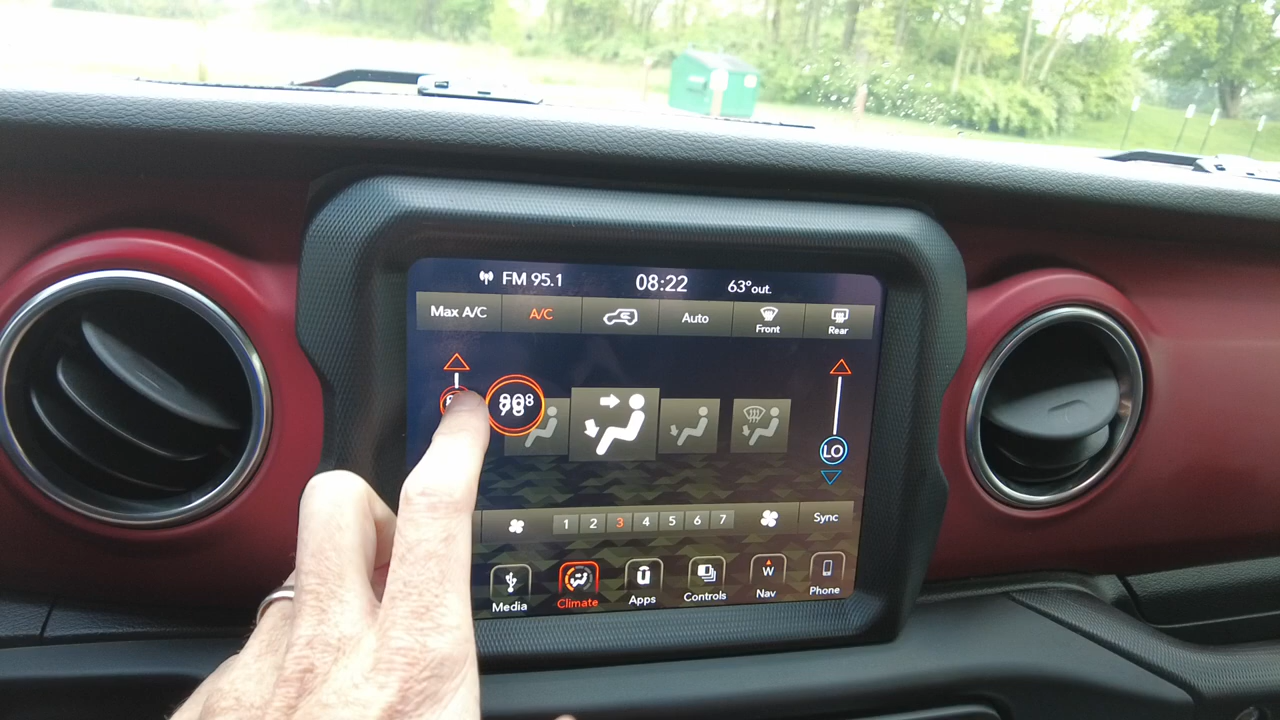 FM 95.1 08:22 63°out.
Max A/C A/C Auto Front Rear
LO
1 2 3 4 5 6 7 Sync
Media Climate Apps Controls Nav Phone
W